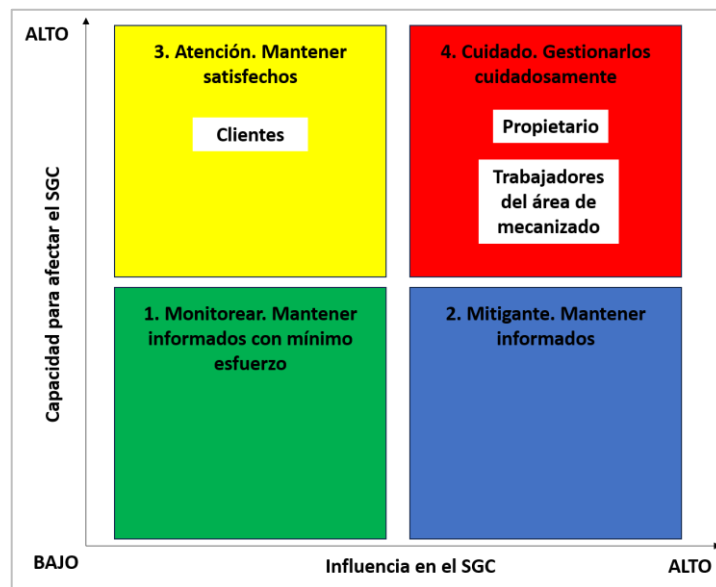 ALTO
3. Atención. Mantener
satisfechos
Clientes
4. Cuidado. Gestionarlos
cuidadosamente
Propietario
Trabajadores
del área de
mecanizado
Capacidad para afectar el SGC
1. Monitorear. Mantener
informados con mínimo
esfuerzo
2. Mitigante. Mantener
informados
BAJO
Influencia en el SGC
ALTO